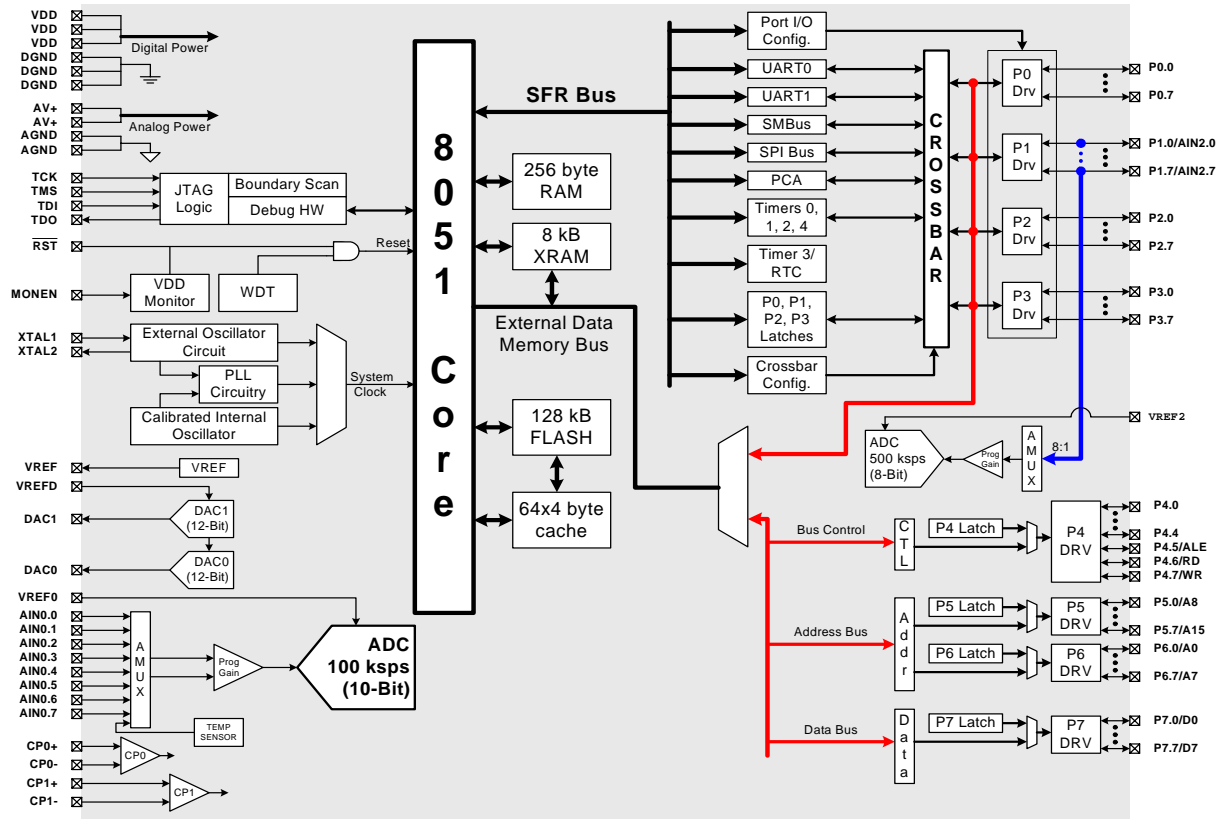 VDD
VDD
VDD
Digital Power
DGND
DGND
DGND
AV+
AV+
Analog Power
AGND
AGND
TCK
TMS
TDI
TDO
JTAG
Logic
Boundary Scan
Debug HW
RST
Reset
MONEN
VDD
Monitor
WDT
XTAL1
XTAL2
External Oscillator
Circuit
PLL
Circuitry
Calibrated Internal
Oscillator
System
Clock
VREF
VREF
VREFD
DAC1
DAC1
(12-Bit)
DAC0
DAC0
(12-Bit)
VREF0
AIN0.0
AIN0.1
AIN0.2
AIN0.3
AIN0.4
AIN0.5
AIN0.6
AIN0.7
AMUX
Prog
Gain
ADC
100 ksps
(10-Bit)
TEMP
SENSOR
CP0+
CP0-
CP0
CP1+
CP1-
CP1
8051 Core
SFR Bus
256 byte
RAM
8 kB
XRAM
External Data
Memory Bus
128 kB
FLASH
64x4 byte
cache
Port I/O
Config.
UART0
UART1
SMBus
SPI Bus
PCA
Timers 0,
1, 2, 4
Timer 3/
RTC
P0, P1,
P2, P3
Latches
Crossbar
Config.
CROSSBAR
P0
Drv
P1
Drv
P2
Drv
P3
Drv
P0.0
P0.7
P1.0/AIN2.0
P1.7/AIN2.7
P2.0
P2.7
P3.0
P3.7
VREF2
ADC
500 ksps
(8-Bit)
Prog
Gain
AMUX
8:1
Bus Control
CTL
P4 Latch
P4
DRV
P4.0
P4.4
P4.5/ALE
P4.6/RD
P4.7/WR
Address Bus
Addr
P5 Latch
P5
DRV
P5.0/A8
P5.7/A15
P6 Latch
P6
DRV
P6.0/A0
P6.7/A7
Data Bus
Data
P7 Latch
P7
DRV
P7.0/D0
P7.7/D7